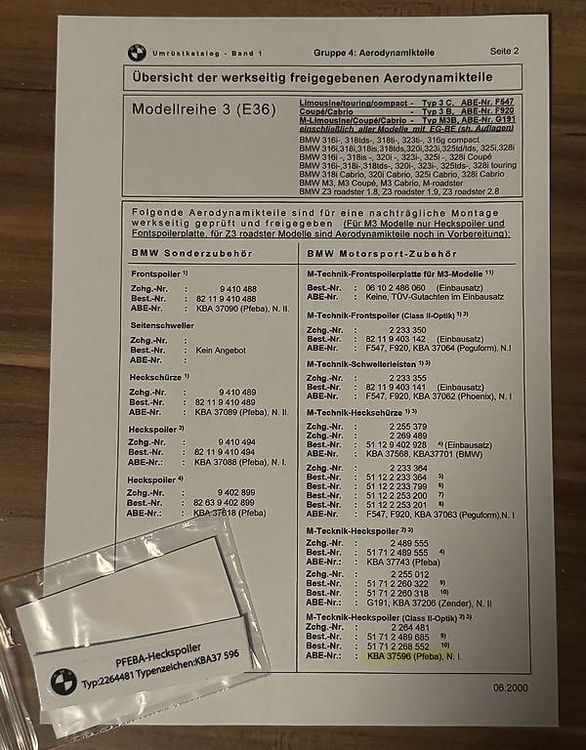 Umrüstkatalog - Band 1
Gruppe 4: Aerodynamikteile
Seite 2
Übersicht der werkseitig freigegebenen Aerodynamikteile
Modellreihe 3 (E36)
Limousine/touring/compact - Typ 3 C, ABE-Nr. F547
Coupé/Cabrio - Typ 3 B, ABE-Nr. F920
M-Limousine/Coupé/Cabrio - Typ M3B, ABE-Nr. G191
einschließlich aller Modelle mit EG-BE (sh. Auflagen)
BMW 316i-, 318tds-, 318ti-, 323ti-, 316g compact
BMW 316i,318i,318is,318tds,320i,323i,325td/tds, 325i,328i
BMW 316i -,318is -, 320i -, 323i-, 325i -, 328i Coupé
BMW 316i-, 318i-, 318tds-, 320i-, 323i-, 325tds-, 328i touring
BMW 318i Cabrio, 320i Cabrio, 325i Cabrio, 328i Cabrio
BMW M3, M3 Coupé, M3 Cabrio, M-roadster
BMW Z3 roadster 1.8, Z3 roadster 1.9, Z3 roadster 2.8
Folgende Aerodynamikteile sind für eine nachträgliche Montage
werkseitig geprüft und freigegeben (Für M3 Modelle nur Heckspoiler und
Fontspoilerplatte, für Z3 roadster Modelle sind Aerodynamikteile noch in Vorbereitung):
BMW Sonderzubehör
Frontspoiler 1)
Zchg.-Nr. : 9 410 488
Best.-Nr. : 82 11 9 410 488
ABE-Nr. : KBA 37090 (Pfeba), N. II.
Seitenschweller
Zchg.-Nr. :
Best.-Nr. : Kein Angebot
ABE-Nr. :
Heckschürze 1)
Zchg.-Nr. : 9 410 489
Best.-Nr. : 82 11 9 410 489
ABE-Nr. : KBA 37089 (Pfeba), N. II.
Heckspoiler 3)
Zchg.-Nr. : 9 410 494
Best.-Nr. : 82 11 9 410 494
ABE-Nr.: : KBA 37088 (Pfeba), N. I.
Heckspoiler 4)
Zchg.-Nr. : 9 402 899
Best.-Nr. : 82 63 9 402 899
ABE-Nr.: : KBA 37618 (Pfeba)
BMW Motorsport-Zubehör
M-Technik-Frontspoilerplatte für M3-Modelle 11)
Best.-Nr. : 06 10 2 486 060 (Einbausatz)
ABE-Nr. : Keine, TÜV-Gutachten im Einbausatz
M-Technik-Frontspoiler (Class II-Optik) 1) 3)
Zchg.-Nr. : 2 233 350
Best.-Nr. : 82 11 9 403 142 (Einbausatz)
ABE-Nr. : F547, F920, KBA 37064 (Peguform), N.I
M-Technik-Schwellerleisten 1) 3)
Zchg.-Nr. : 2 233 355
Best.-Nr. : 82 11 9 403 141 (Einbausatz)
ABE-Nr. : F547, F920, KBA 37062 (Phoenix), N.I
M-Technik-Heckschürze 1) 3)
Zchg.-Nr. : 2 255 379
: 2 269 489
Best.-Nr. : 51 12 9 402 928 4) (Einbausatz)
ABE-Nr. : KBA 37568, KBA37701 (BMW)
Zchg.-Nr. : 2 233 364
Best.-Nr. : 51 12 2 233 364 5)
Best.-Nr. : 51 12 2 233 799 6)
Best.-Nr. : 51 12 2 253 200 7)
Best.-Nr. : 51 12 2 253 201 8)
ABE-Nr. : F547, F920, KBA 37063 (Peguform),N.I
M-Tecknik-Heckspoiler 2) 3)
Zchg.-Nr. : 2 489 555
Best.-Nr. : 51 71 2 489 555 4)
ABE-Nr.: : KBA 37743 (Pfeba)
Zchg.-Nr. : 2 255 012
Best.-Nr. : 51 71 2 260 322 9)
Best.-Nr. : 51 71 2 260 318 10)
ABE-Nr.: : G191, KBA 37206 (Zender), N. II
M-Tecknik-Heckspoiler (Class II-Optik) 2) 3)
Zchg.-Nr. : 2 264 481
Best.-Nr. : 51 71 2 489 685 9)
Best.-Nr. : 51 71 2 268 552 10)
ABE-Nr.: : KBA 37596 (Pfeba), N. I.
06.2000
PFEBA-Heckspoiler
Typ:2264481 Typenzeichen:KBA37 596